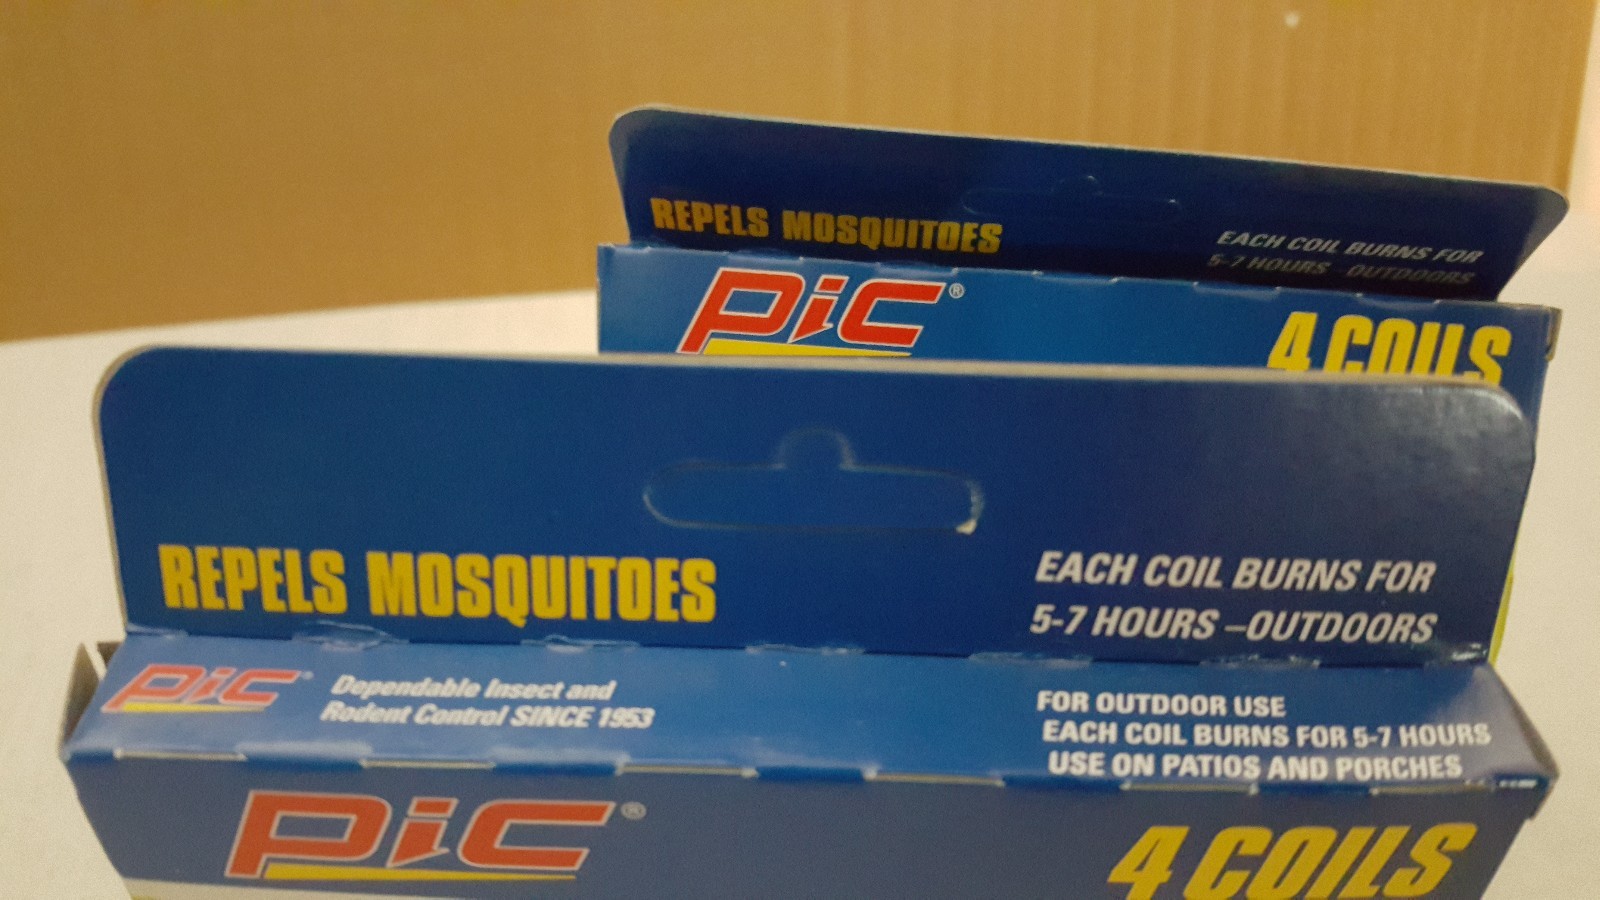 REPELS MOSQUITOES
EACH COIL BURNS FOR
5-7 HOURS - OUTDOORS
PiC®
4 COILS
REPELS MOSQUITOES
EACH COIL BURNS FOR
5-7 HOURS –OUTDOORS
PiC®
Dependable Insect and
Rodent Control SINCE 1953
FOR OUTDOOR USE
EACH COIL BURNS FOR 5-7 HOURS
USE ON PATIOS AND PORCHES
PiC®
4 COILS